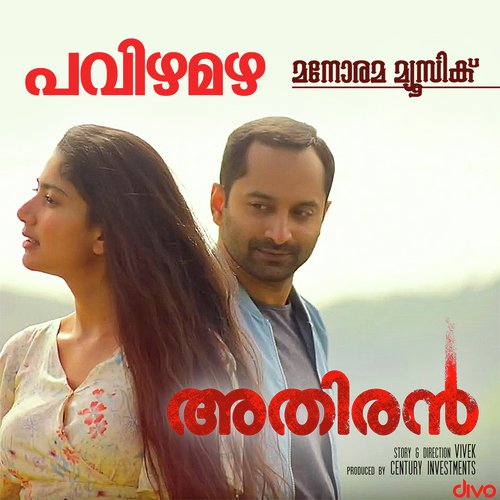 പവിഴമഴ
മനോരമ മ്യൂസിക്
അതിരൻ
STORY & DIRECTION VIVEK
PRODUCED BY CENTURY INVESTMENTS
divo